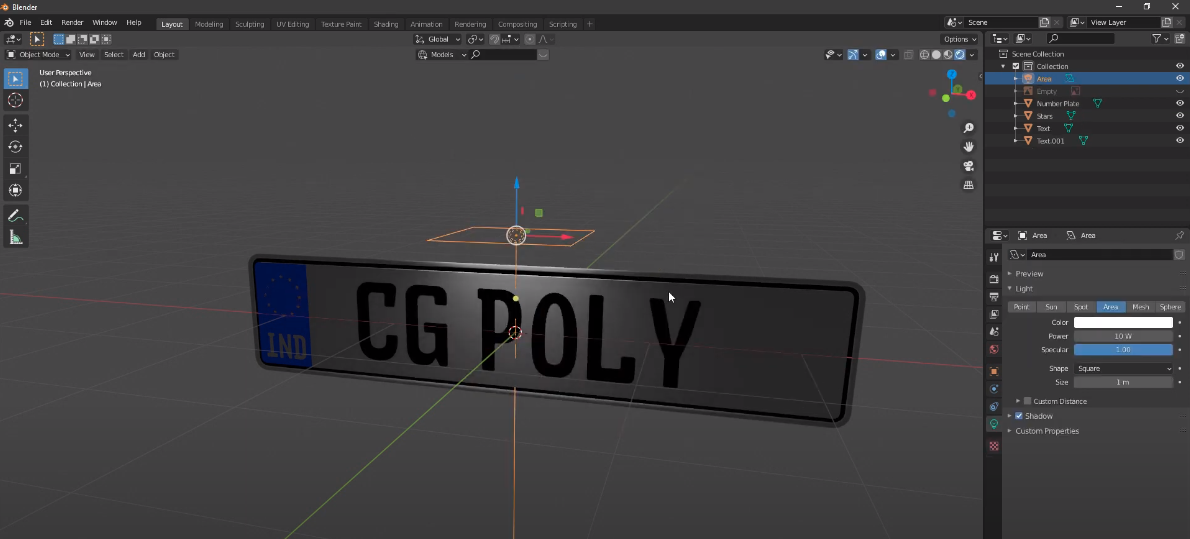 Blender
File Edit Render Window Help Layout Modeling Sculpting UV Editing Texture Paint Shading Animation Rendering Compositing Scripting + Scene View Layer
Global Options
Object Mode View Select Add Object Models
User Perspective
(1) Collection | Area
Scene Collection
Collection
Area
Empty
Number Plate
Stars
Text
Text.001
IND CG POLY
Area Area
Area
Preview
Light
Point Sun Spot Area Mesh Sphere
Color
Power 10 W
Specular 1.00
Shape Square
Size 1 m
Custom Distance
Shadow
Custom Properties